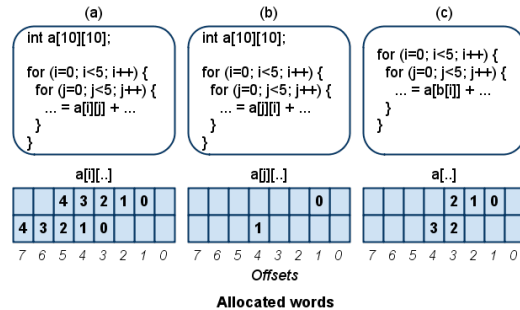 (a)
int a[10][10];
for (i=0; i<5; i++) {
for (j=0; j<5; j++) {
... = a[i][j] + ...
}
}
a[i][..]
4 3 2 1 0
4 3 2 1 0
7 6 5 4 3 2 1 0
(b)
int a[10][10];
for (i=0; i<5; i++) {
for (j=0; j<5; j++) {
... = a[j][i] + ...
}
}
a[j][..]
0
1
7 6 5 4 3 2 1 0
(c)
for (i=0; i<5; i++) {
for (j=0; j<5; j++) {
... = a[b[i]] + ...
}
}
a[..]
2 1 0
3 2
7 6 5 4 3 2 1 0
Offsets
Allocated words